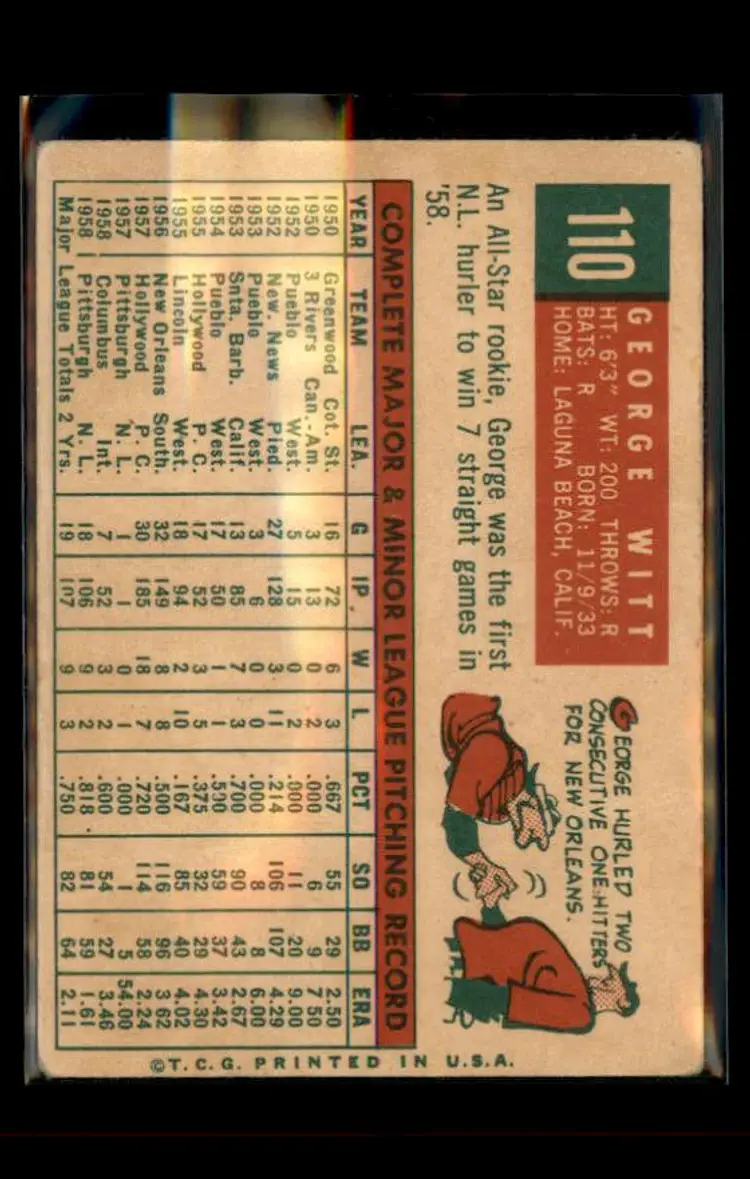 110
GEORGE WITT
HT: 6'3" WT: 200 THROWS: R
BATS: R BORN: 11/9/33
HOME: LAGUNA BEACH, CALIF.
An All-Star rookie, George was the first
N.L. hurler to win 7 straight games in
'58.
GEORGE HURLED TWO
CONSECUTIVE ONE-HITTERS
FOR NEW ORLEANS.
COMPLETE MAJOR & MINOR LEAGUE PITCHING RECORD
YEAR TEAM LEA. G IP. W L PCT SO BB ERA
1950 Greenwood Cot. St. 16 72 6 3 .667 55 29 2.50
1950 3 Rivers Can.-Am. 3 13 0 2 .000 6 9 7.50
1952 Pueblo West. 5 15 0 2 .000 11 20 9.00
1952 New. News Pied 27 128 3 11 .214 106 107 4.29
1953 Pueblo West. 3 6 0 0 .000 8 8 6.00
1953 Snta. Barb. Calif. 13 85 7 3 .700 90 43 2.67
1954 Pueblo West. 17 50 1 1 .500 59 37 3.42
1955 Hollywood P. C. 17 52 3 5 .375 32 29 4.30
1955 Lincoln West. 18 94 2 10 .167 85 40 4.02
1956 New Orleans South. 32 149 8 8 .500 116 96 3.62
1957 Hollywood P. C. 30 185 18 7 .720 114 58 2.24
1957 Pittsburgh N. L. 1 1 0 1 .000 1 5 54.00
1958 Columbus Int. 7 52 3 2 .600 54 27 3.46
1958 Pittsburgh N. L. 18 106 9 2 .818 81 59 1.61
Major League Totals 2 Yrs. 19 107 9 3 .750 82 64 2.11
©T.C.G. PRINTED IN U.S.A.